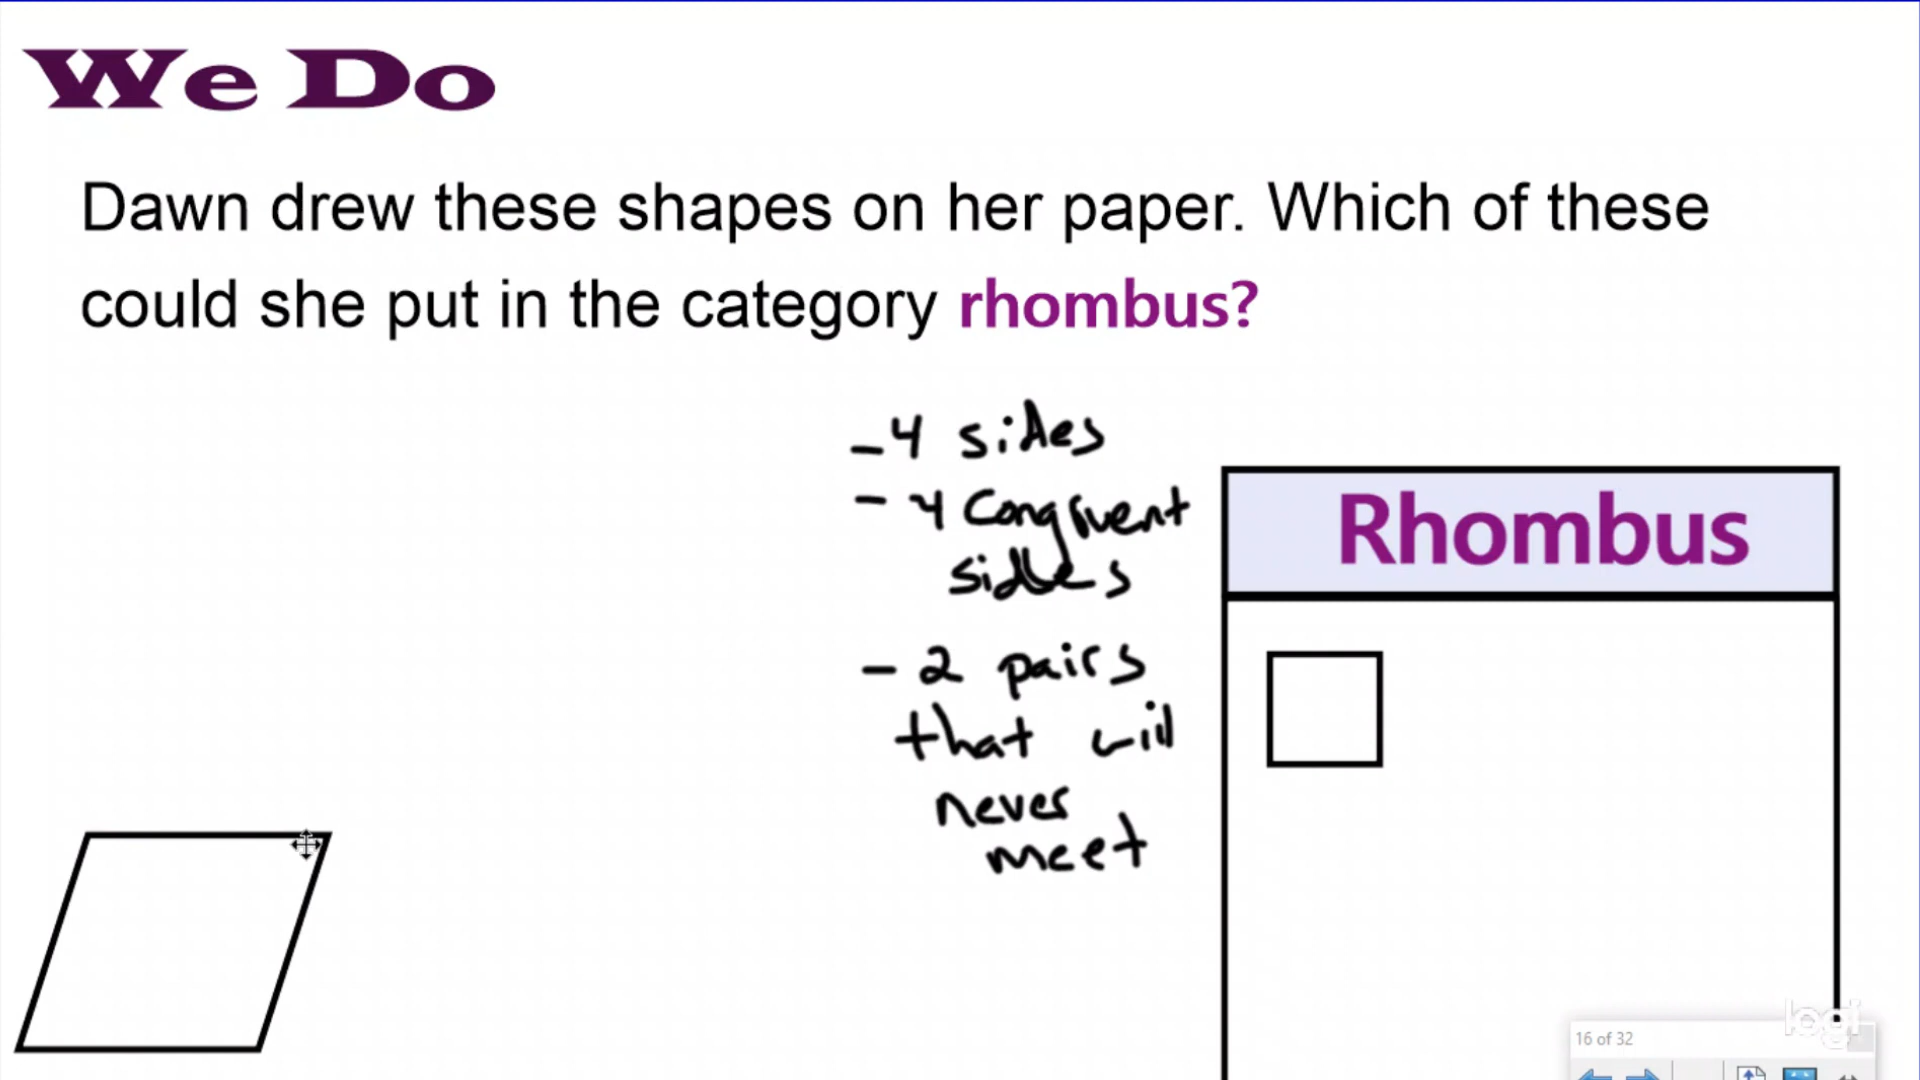 We Do
Dawn drew these shapes on her paper. Which of these
could she put in the category rhombus?
- 4 sides
- 4 Congruent
sides
- 2 pairs
that will
never
meet
Rhombus
logi
16 of 32